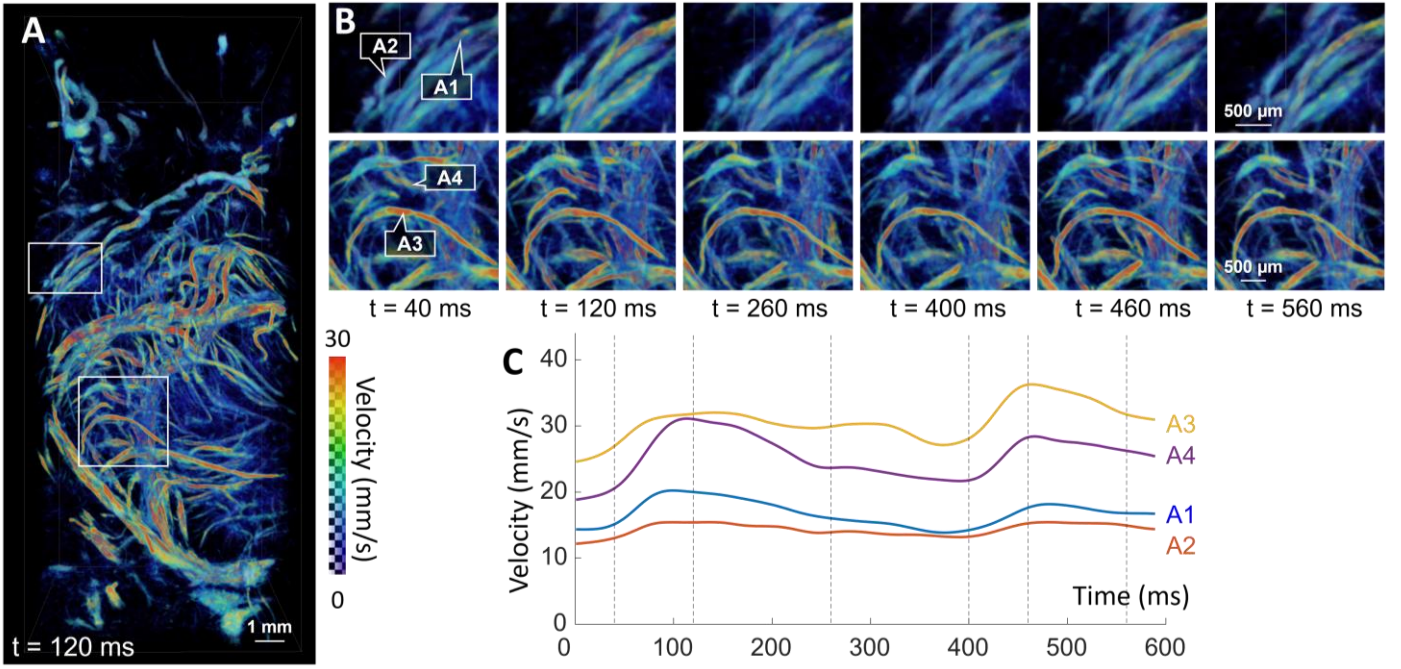 A
t = 120 ms
1 mm
B
A2
A1
500 µm
A4
A3
500 µm
t = 40 ms
t = 120 ms
t = 260 ms
t = 400 ms
t = 460 ms
t = 560 ms
30
Velocity (mm/s)
0
C
Velocity (mm/s)
40
30
20
10
0
A3
A4
A1
A2
Time (ms)
0 100 200 300 400 500 600